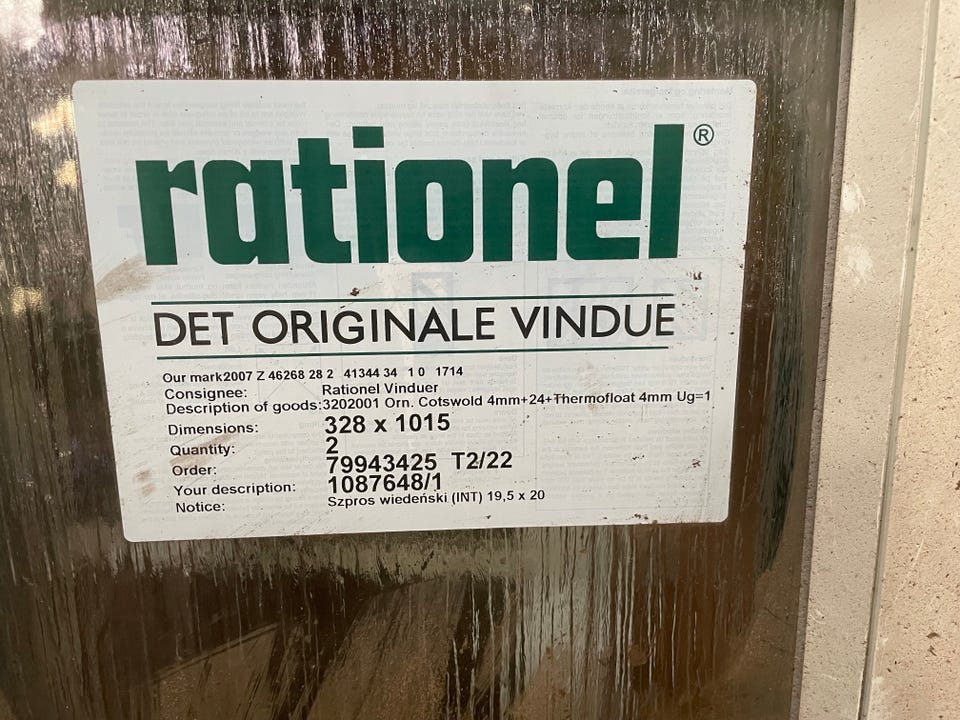 rationel®
DET ORIGINALE VINDUE
Our mark2007 Z 46268 28 2 41344 34 1 0 1714
Consignee: Rationel Vinduer
Description of goods:3202001 Orn. Cotswold 4mm+24+Thermofloat 4mm Ug=1
Dimensions: 328 x 1015
Quantity: 2
Order: 79943425 T2/22
Your description: 1087648/1
Notice: Szpros wiedeński (INT) 19,5 x 20